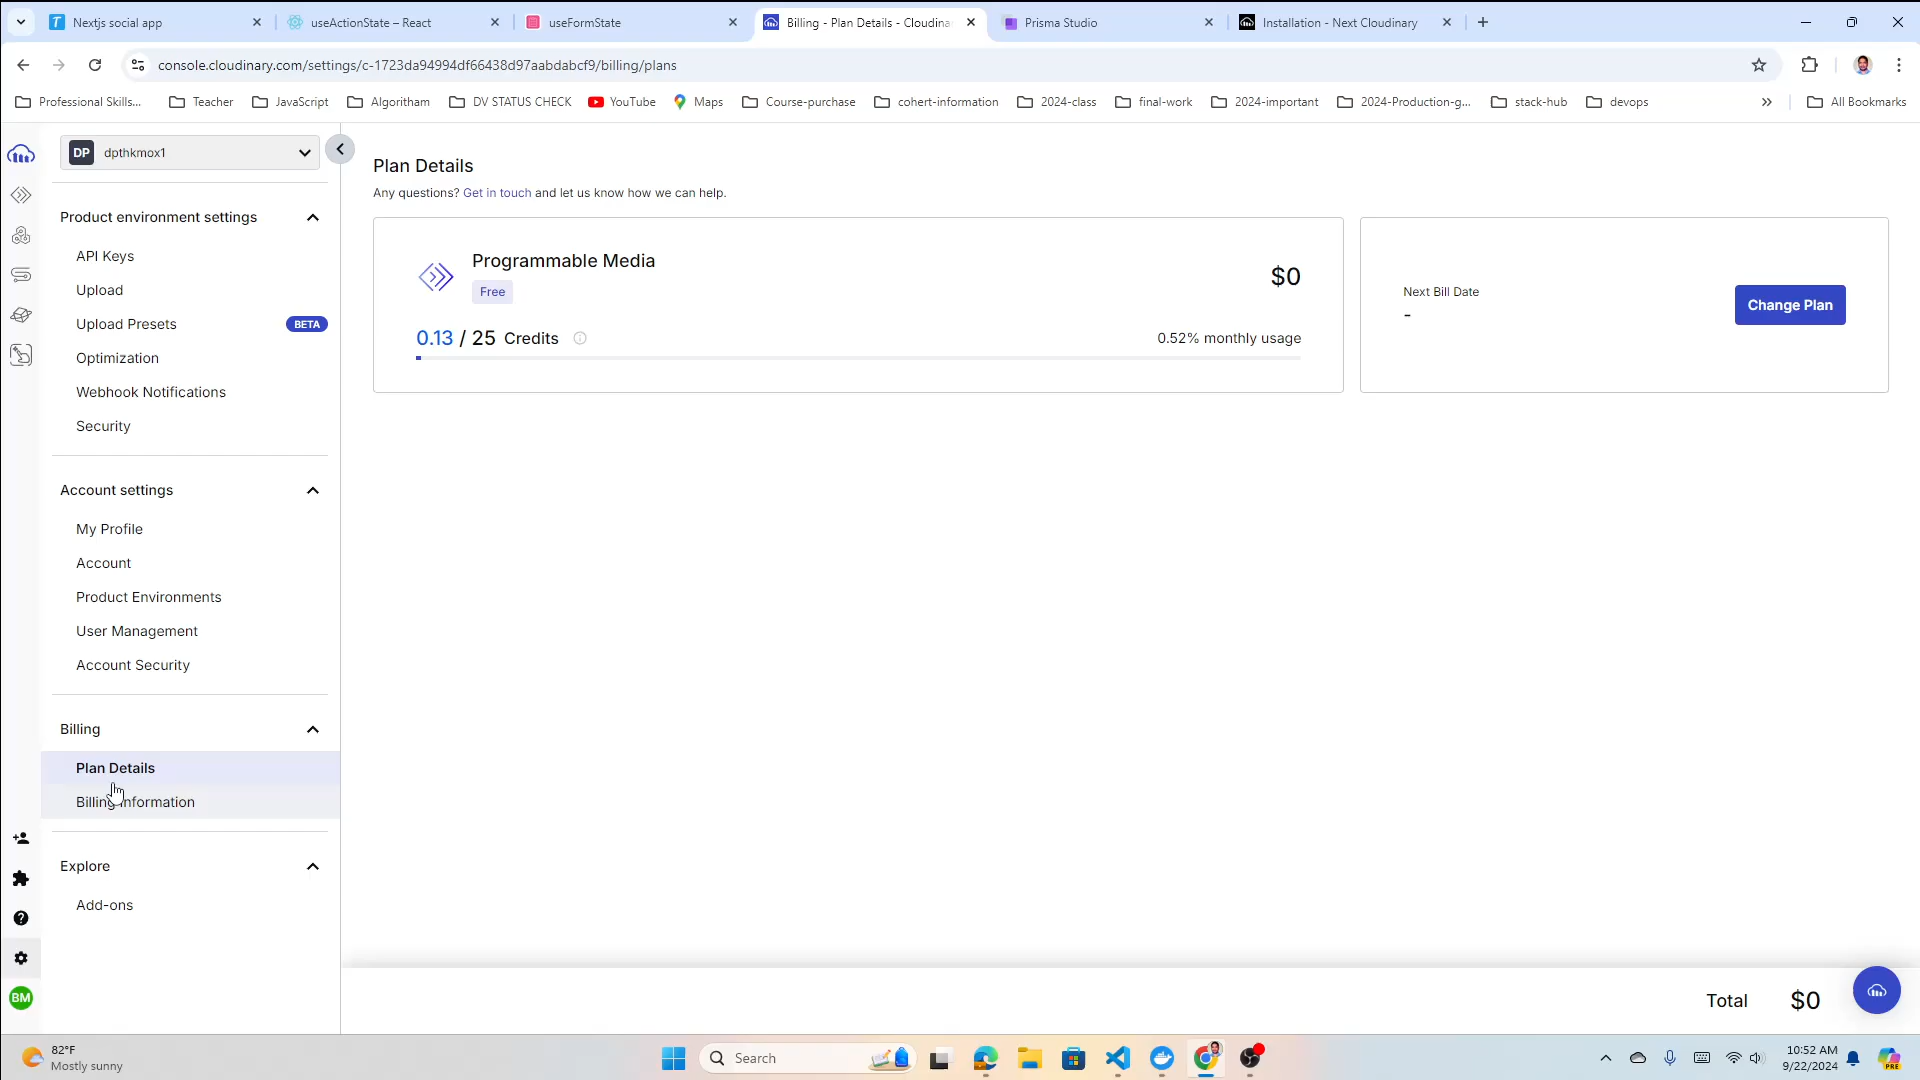 Nextjs social app
useActionState – React
useFormState
Billing - Plan Details - Cloudina
Prisma Studio
Installation - Next Cloudinary
console.cloudinary.com/settings/c-1723da94994df66438d97aabdabcf9/billing/plans
Professional Skills...
Teacher
JavaScript
Algoritham
DV STATUS CHECK
YouTube
Maps
Course-purchase
cohert-information
2024-class
final-work
2024-important
2024-Production-g...
stack-hub
devops
All Bookmarks
DP
dpthkmox1
Product environment settings
API Keys
Upload
Upload Presets
BETA
Optimization
Webhook Notifications
Security
Account settings
My Profile
Account
Product Environments
User Management
Account Security
Billing
Plan Details
Billing Information
Explore
Add-ons
BM
Plan Details
Any questions? Get in touch and let us know how we can help.
Programmable Media
Free
$0
0.13 / 25 Credits
0.52% monthly usage
Next Bill Date
-
Change Plan
Total
$0
82°F
Mostly sunny
Search
PRE
10:52 AM
9/22/2024